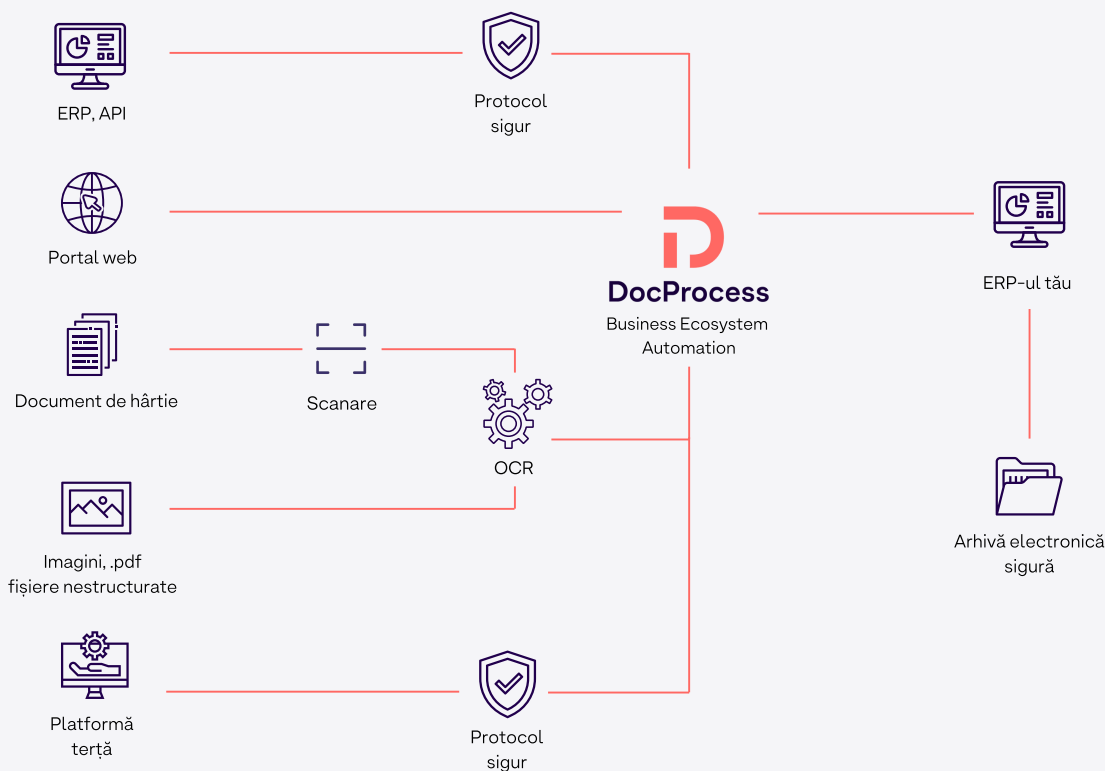 ERP, API
Protocol
sigur
Portal web
DocProcess
Business Ecosystem
Automation
ERP-ul tău
Document de hârtie
Scanare
OCR
Imagini, .pdf
fișiere nestructurate
Arhivă electronică
sigură
Platformă
terță
Protocol
sigur